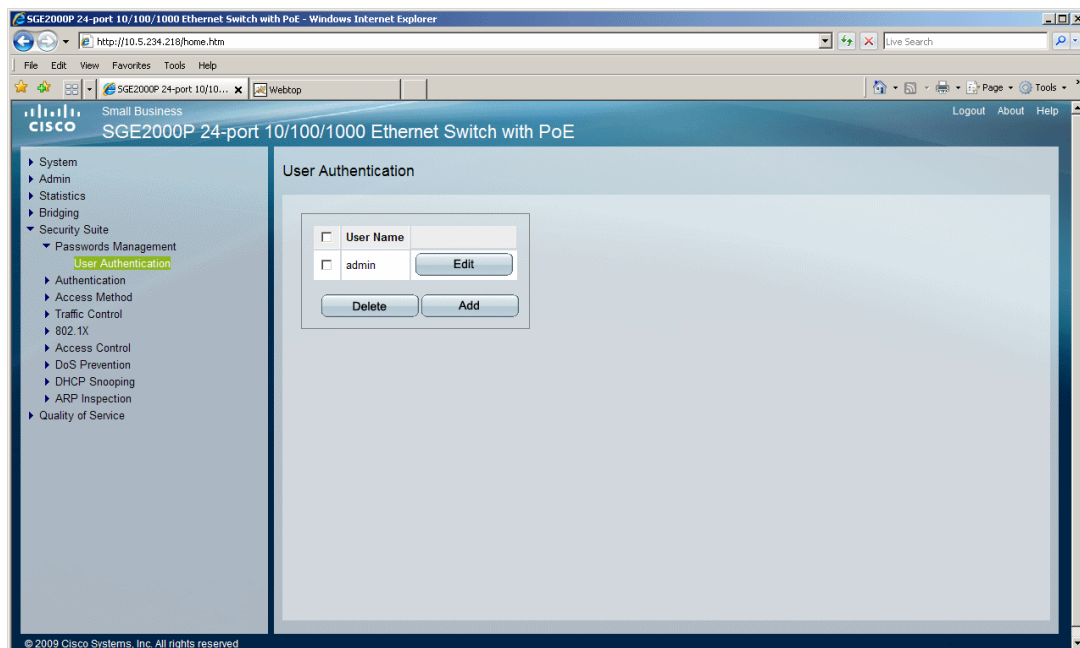 SGE2000P 24-port 10/100/1000 Ethernet Switch with PoE - Windows Internet Explorer
http://10.5.234.218/home.htm
Live Search
File Edit View Favorites Tools Help
SGE2000P 24-port 10/10...
Webtop
Page
Tools
CISCO
Small Business
SGE2000P 24-port 10/100/1000 Ethernet Switch with PoE
Logout About Help
System
Admin
Statistics
Bridging
Security Suite
Passwords Management
User Authentication
Authentication
Access Method
Traffic Control
802.1X
Access Control
DoS Prevention
DHCP Snooping
ARP Inspection
Quality of Service
User Authentication
User Name
admin Edit
Delete Add
© 2009 Cisco Systems, Inc. All rights reserved